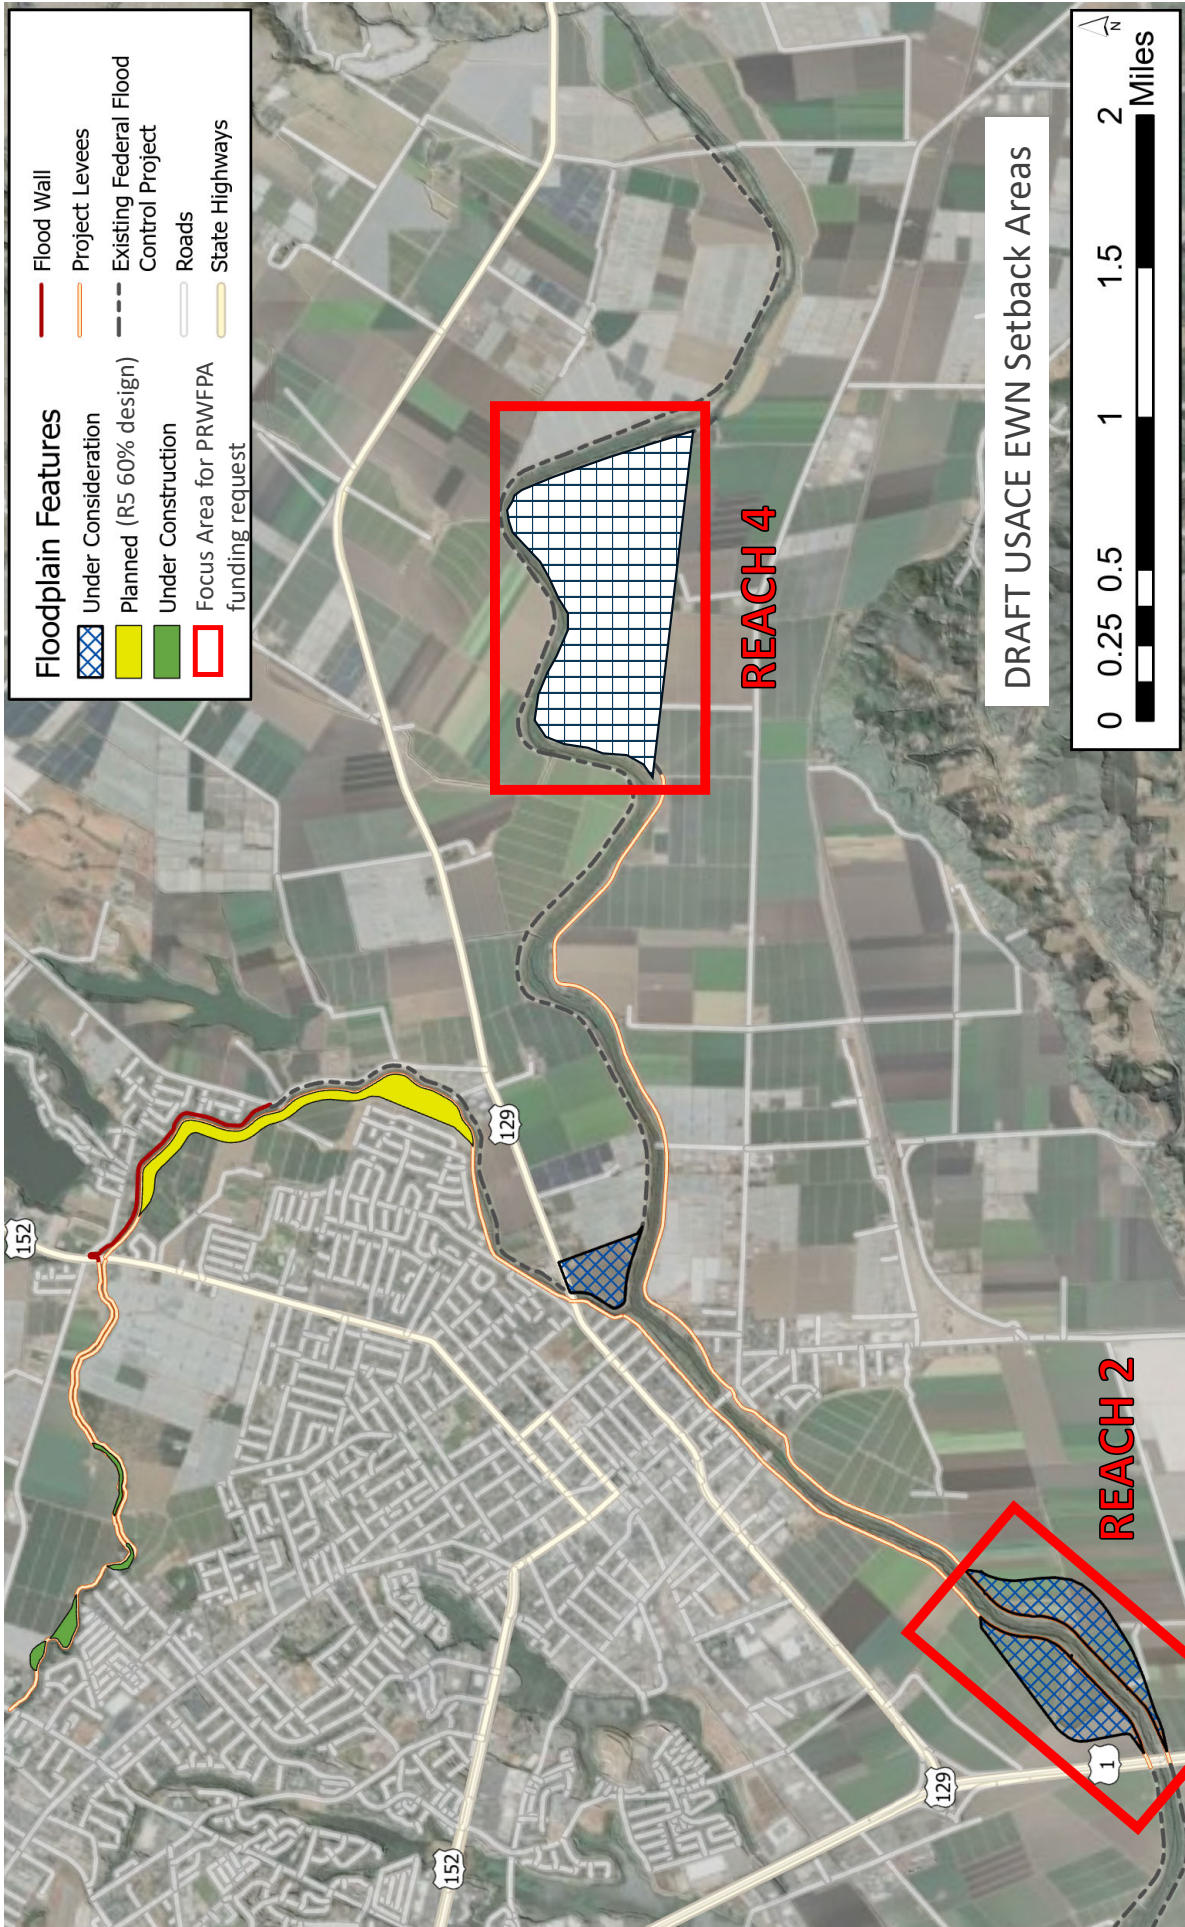 Floodplain Features
Under Consideration
Planned (R5 60% design)
Under Construction
Focus Area for PRWFPA
funding request
Flood Wall
Project Levees
Existing Federal Flood
Control Project
Roads
State Highways
152
129
152
129
1
REACH 4
REACH 2
DRAFT USACE EWN Setback Areas
N
0 0.25 0.5 1 1.5 2
Miles